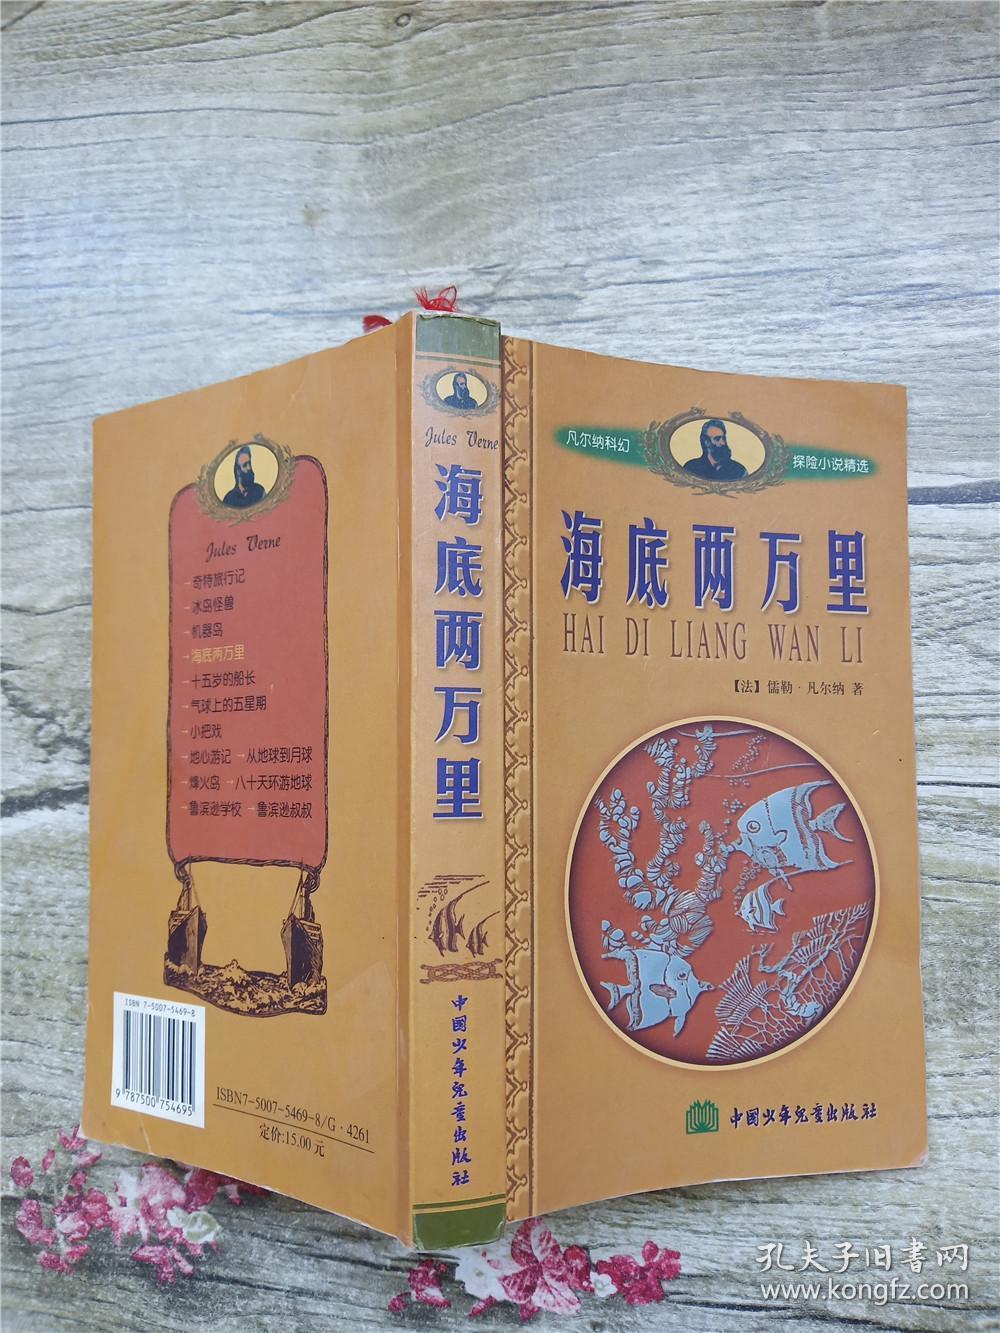 Jules Verne
奇特旅行记
冰岛怪兽
机器岛
海底两万里
十五岁的船长
气球上的五星期
小把戏
地心游记 从地球到月球
烽火岛 八十天环游地球
鲁滨逊学校 鲁滨逊叔叔
ISBN 7-5007-5469-8
9 787500 754695
ISBN7-5007-5469-8/G·4261
定价:15.00元
Jules Verne
海底两万里
中国少年儿童出版社
凡尔纳科幻
探险小说精选
海底两万里
HAI DI LIANG WAN LI
【法】儒勒·凡尔纳 著
中国少年儿童出版社
孔夫子旧书网
www.kongfz.com